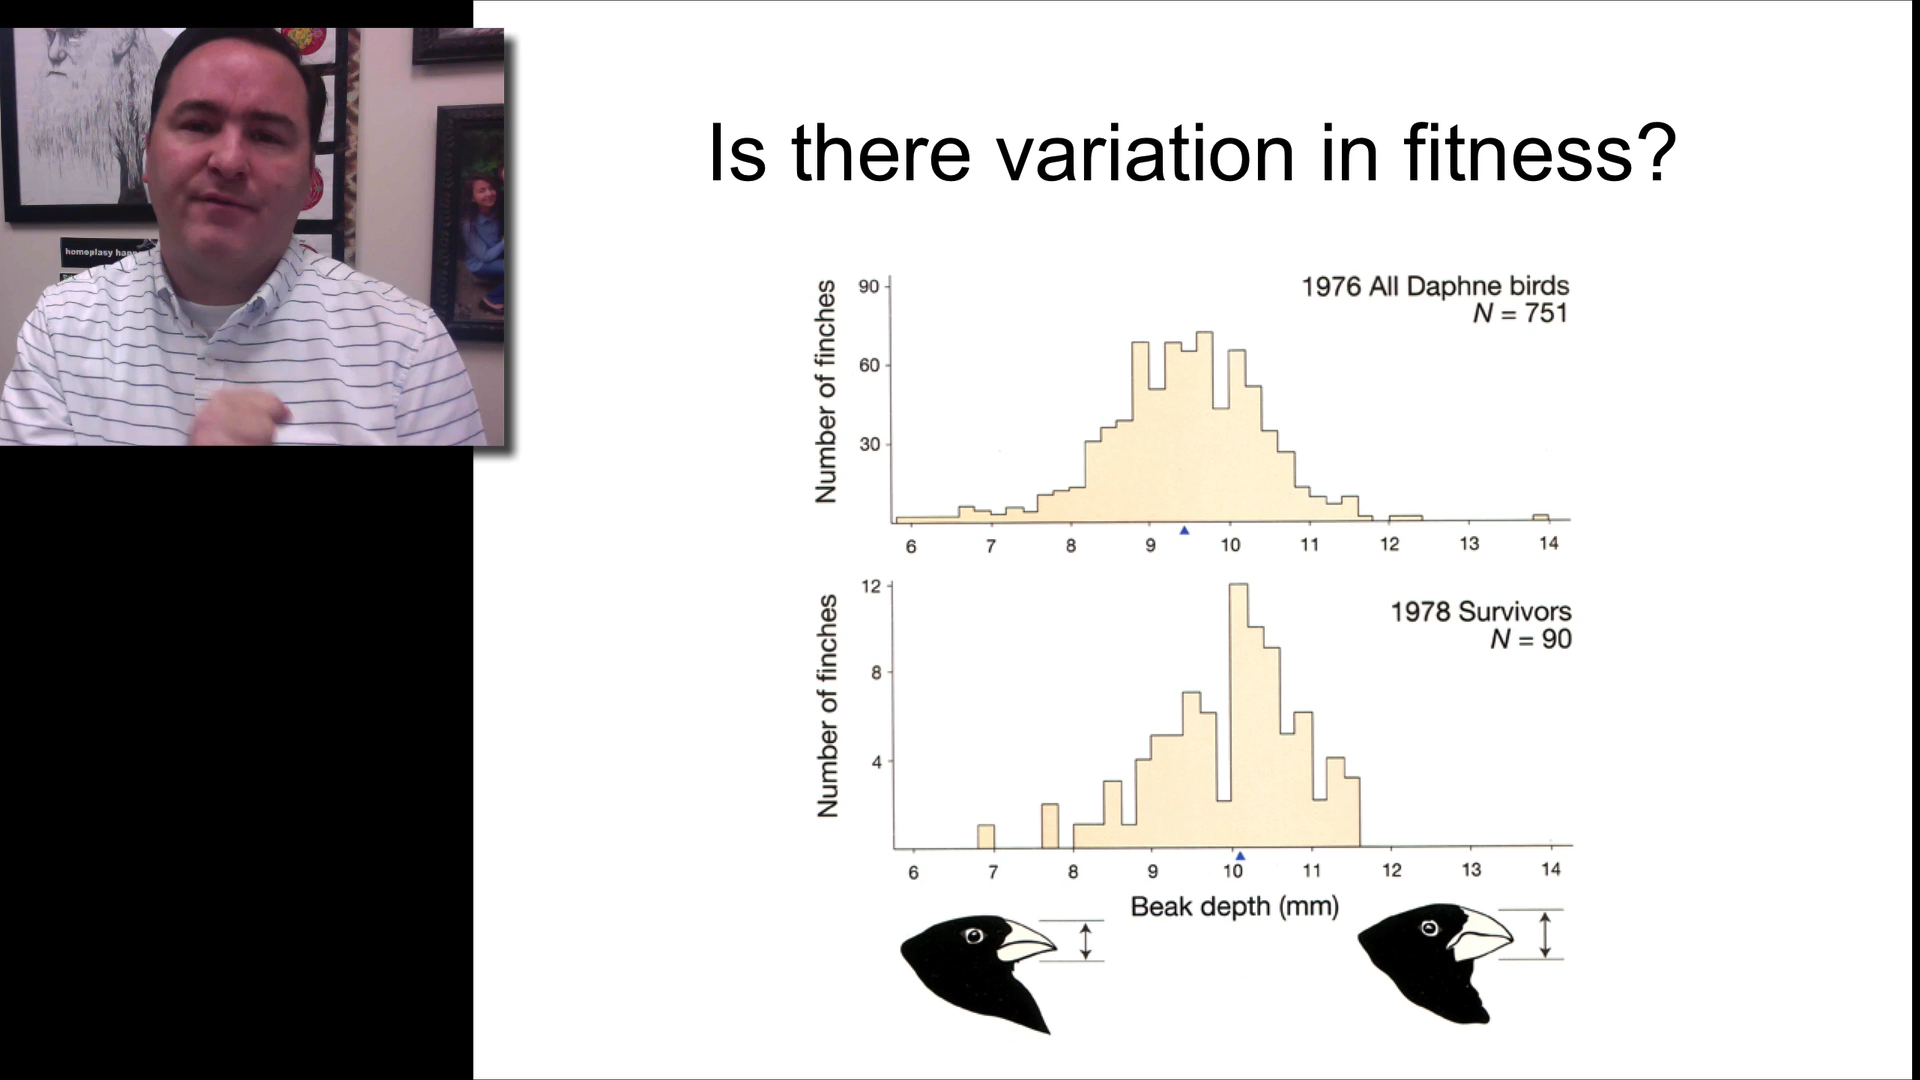 homeplasy hap
Is there variation in fitness?
1976 All Daphne birds
N = 751
Number of finches
90
60
30
6 7 8 9 10 11 12 13 14
1978 Survivors
N = 90
Number of finches
12
8
4
6 7 8 9 10 11 12 13 14
Beak depth (mm)